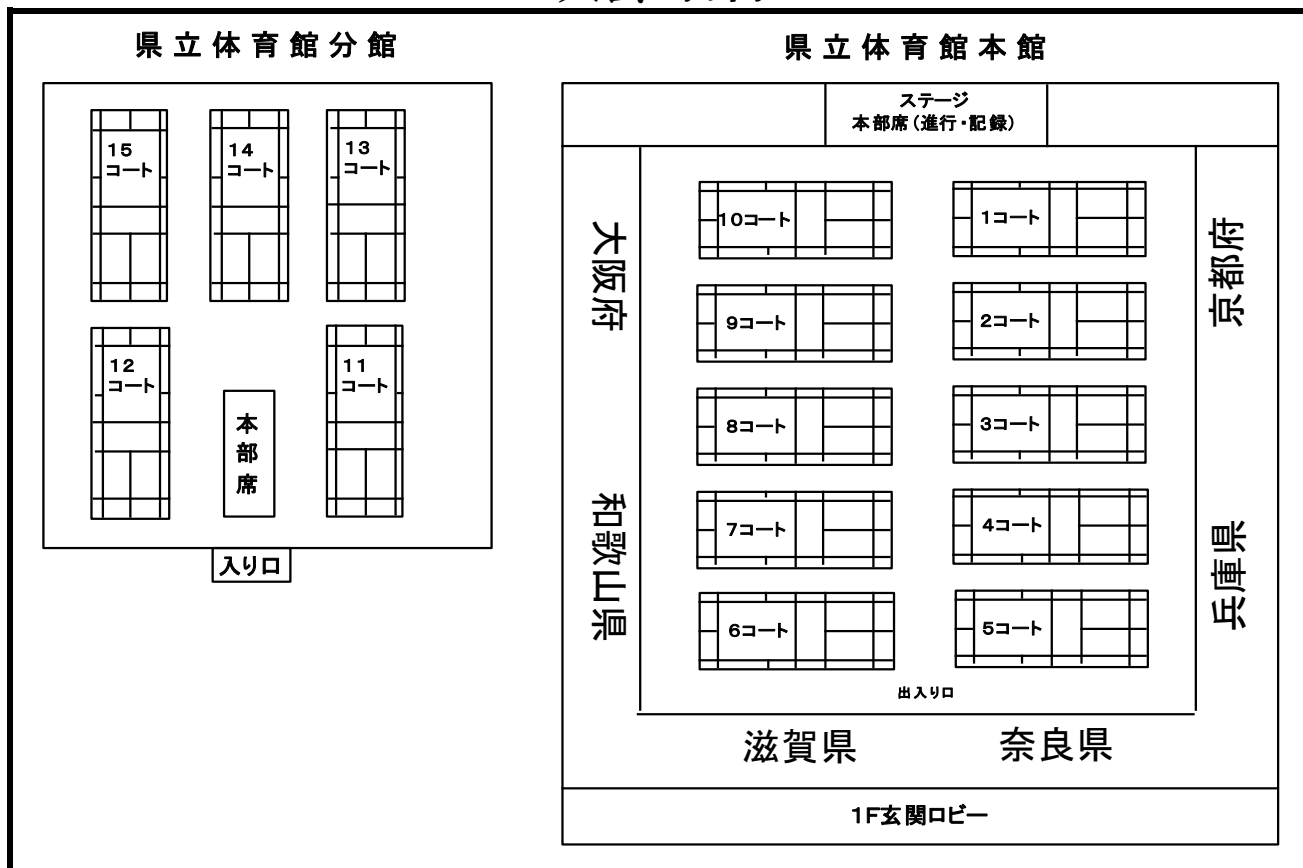 県立体育館分館
15
コート
14
コート
13
コート
12
コート
11
コート
本部席
入り口
県立体育館本館
ステージ
本部席(進行・記録)
大阪府
和歌山県
京都府
兵庫県
10コート
1コート
9コート
2コート
8コート
3コート
7コート
4コート
6コート
5コート
出入り口
滋賀県
奈良県
1F玄関ロビー